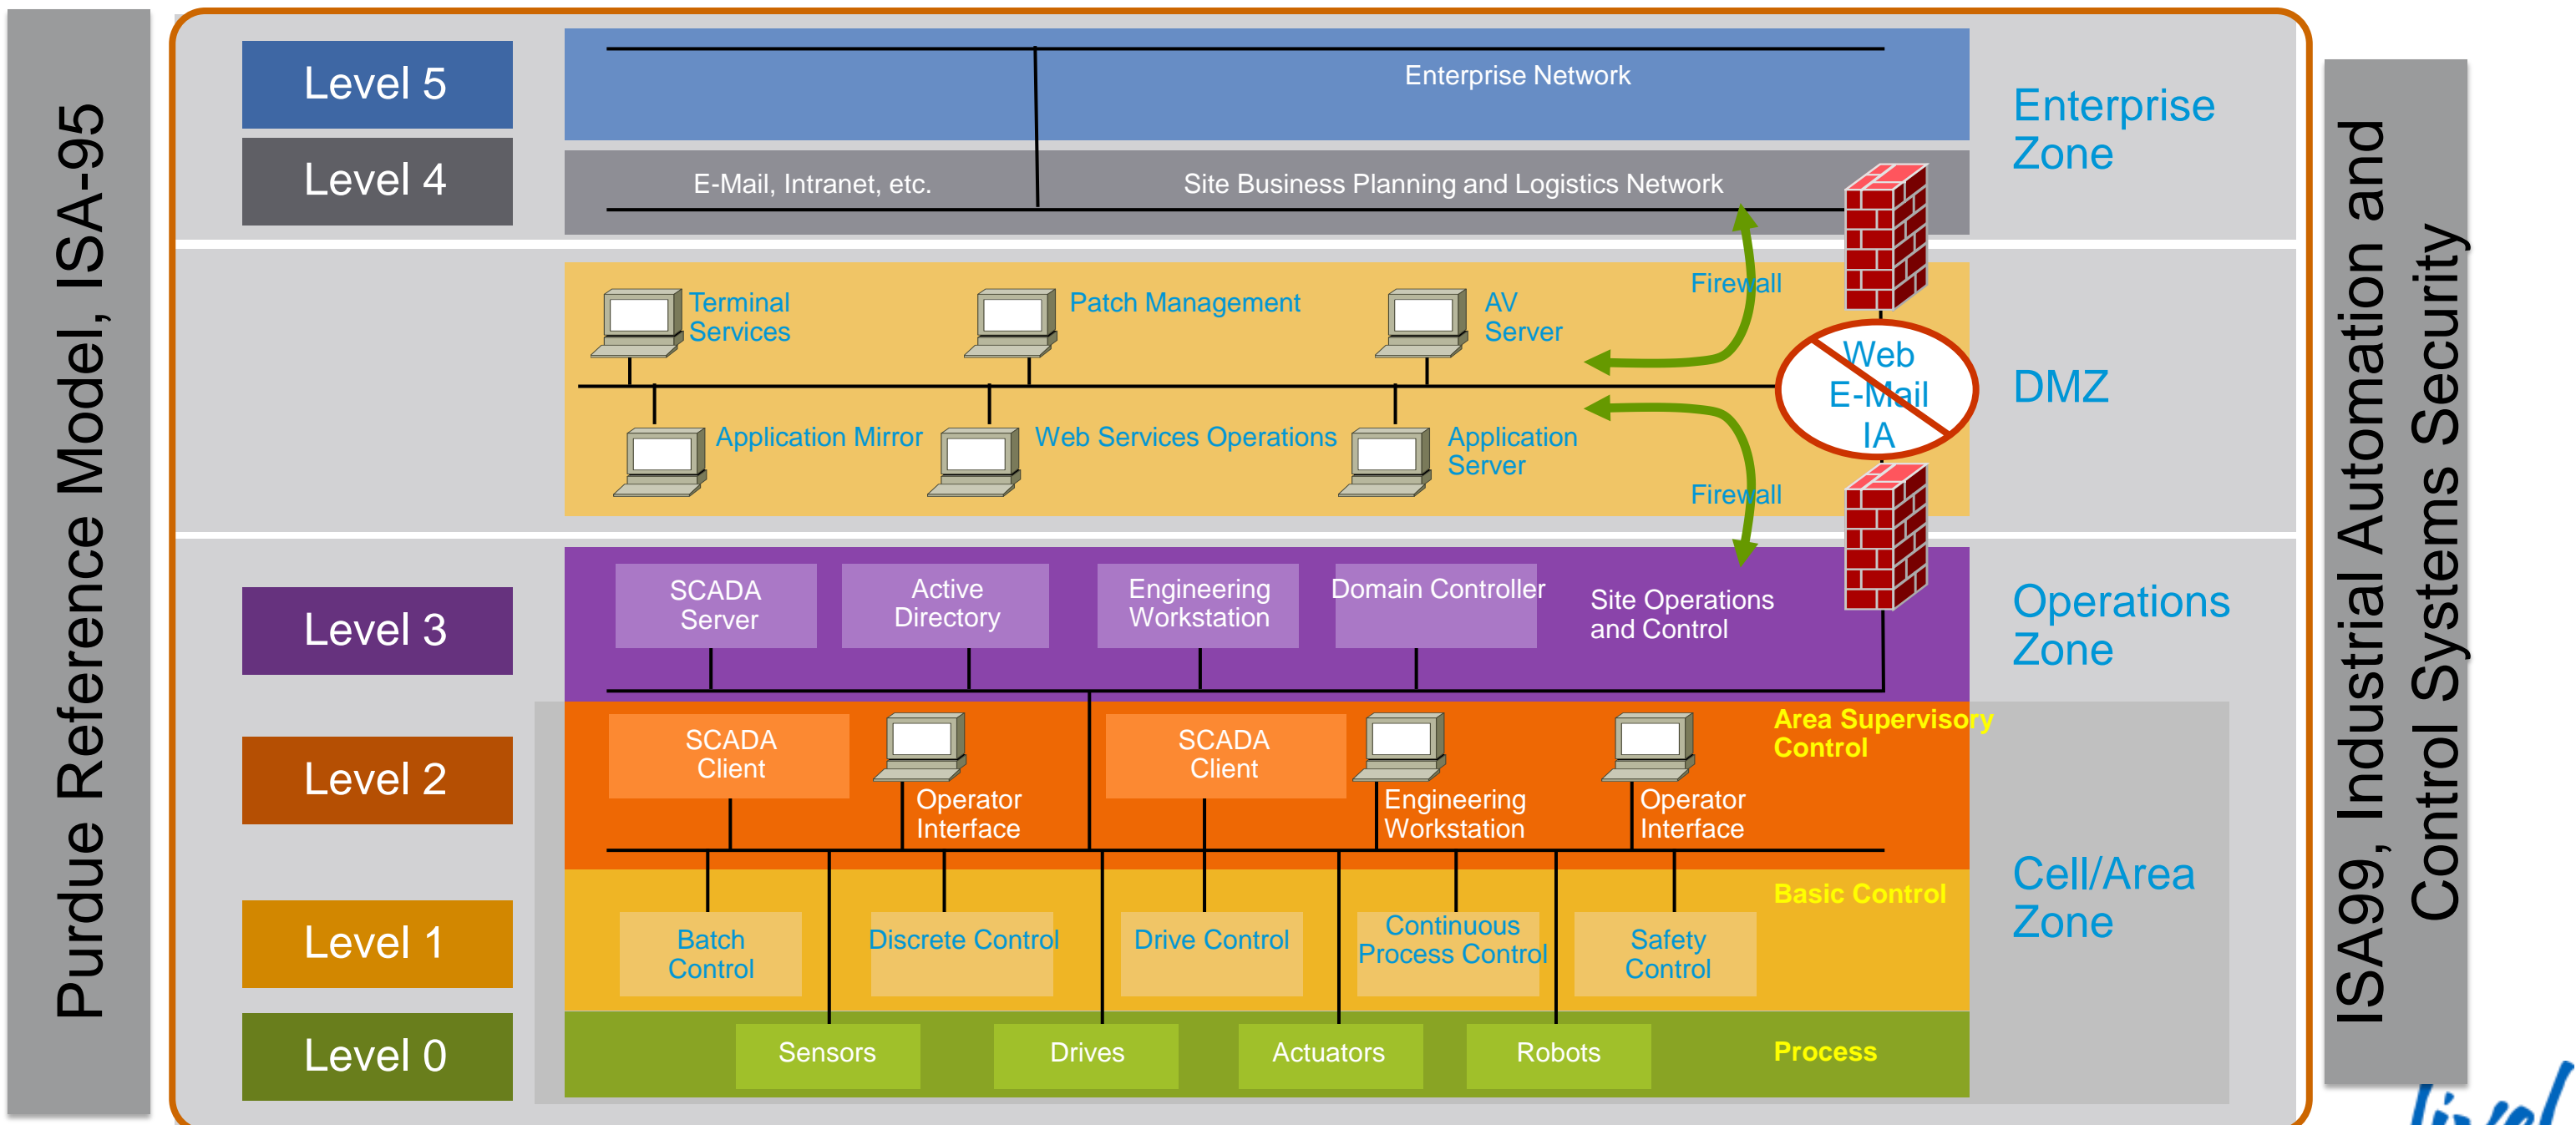 Purdue Reference Model, ISA-95
Level 5
Enterprise Network
Enterprise
Zone
Level 4
E-Mail, Intranet, etc.
Site Business Planning and Logistics Network
Terminal
Services
Patch Management
AV
Server
Firewall
Web
E-Mail
IA
DMZ
Application Mirror
Web Services Operations
Application
Server
Firewall
Level 3
SCADA
Server
Active
Directory
Engineering
Workstation
Domain Controller
Site Operations
and Control
Operations
Zone
Level 2
SCADA
Client
Operator
Interface
SCADA
Client
Engineering
Workstation
Operator
Interface
Area Supervisory
Control
Cell/Area
Zone
Level 1
Basic Control
Batch
Control
Discrete Control
Drive Control
Continuous
Process Control
Safety
Control
Level 0
Sensors
Drives
Actuators
Robots
Process
ISA99, Industrial Automation and
Control Systems Security